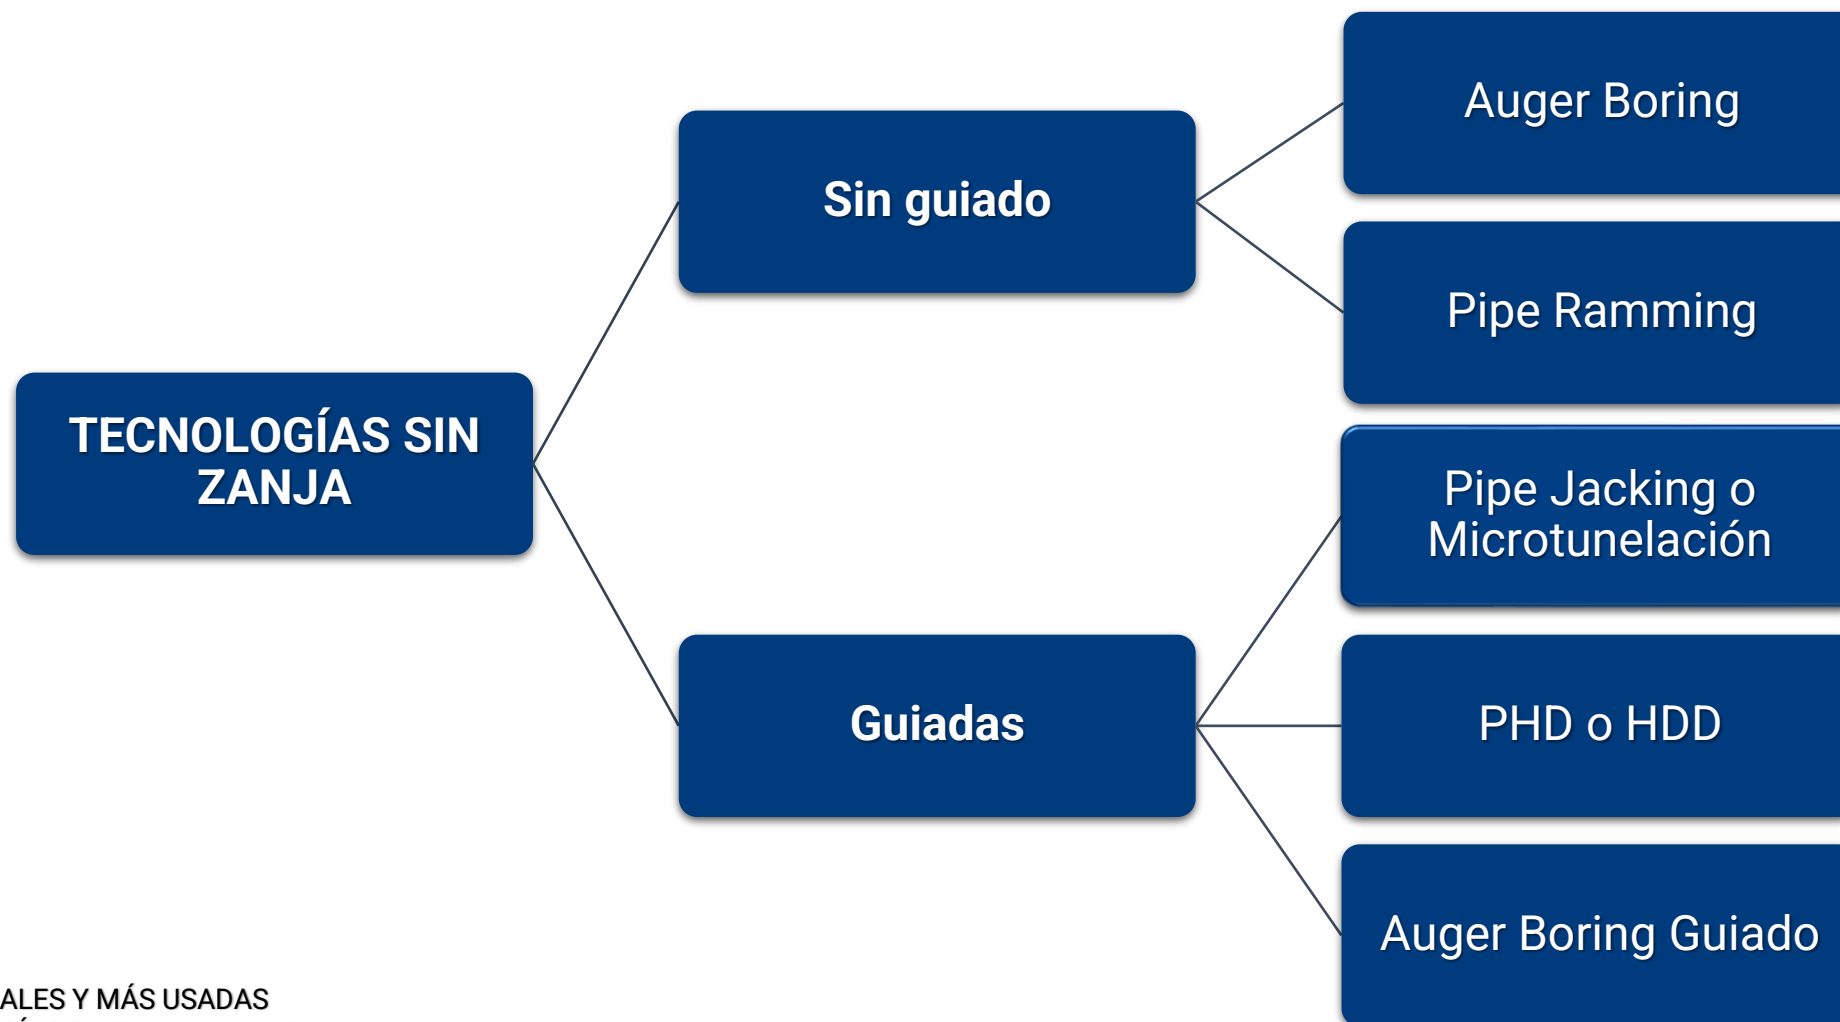 TECNOLOGÍAS SIN
ZANJA
Sin guiado
Auger Boring
Pipe Ramming
Guiadas
Pipe Jacking o
Microtunelación
PHD o HDD
Auger Boring Guiado
ALES Y MÁS USADAS